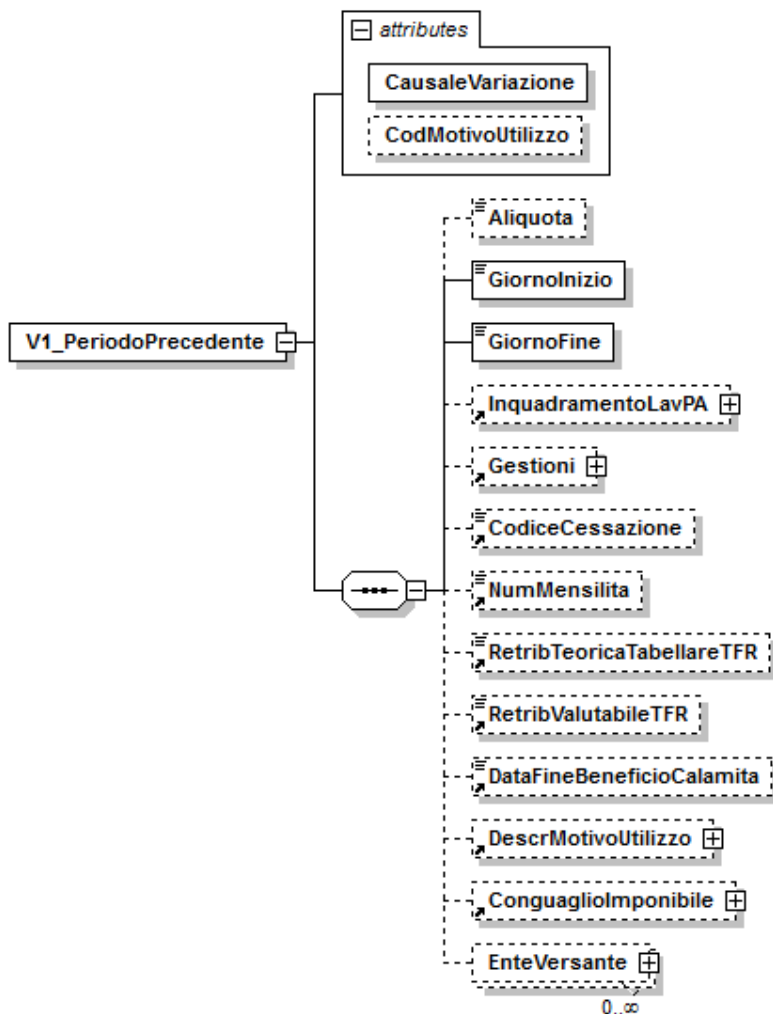 attributes
CausaleVariazione
CodMotivoUtilizzo
Aliquota
GiornoInizio
V1_PeriodoPrecedente
GiornoFine
InquadramentoLavPA
Gestioni
CodiceCessazione
NumMensilita
RetribTeoricaTabellareTFR
RetribValutabileTFR
DataFineBeneficioCalamita
DescrMotivoUtilizzo
ConguaglioImponibile
EnteVersante
0..∞